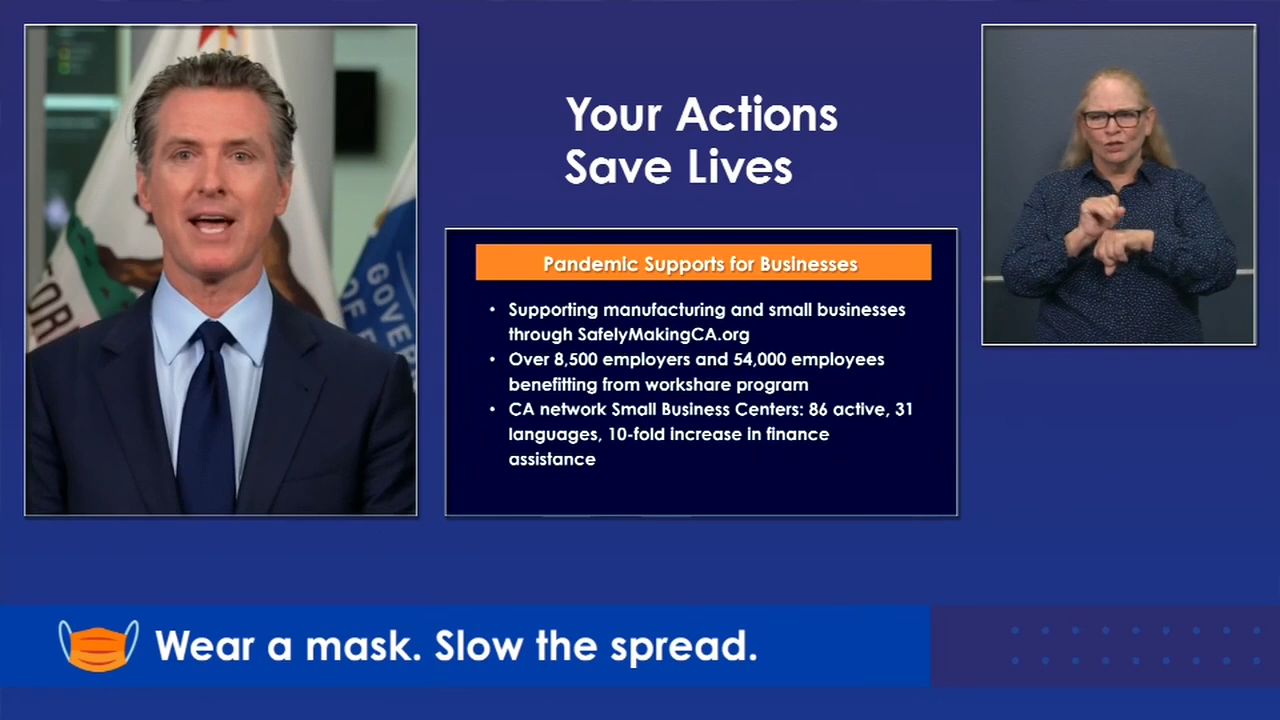 Your Actions
Save Lives
Pandemic Supports for Businesses
• Supporting manufacturing and small businesses
through SafelyMakingCA.org
• Over 8,500 employers and 54,000 employees
benefitting from workshare program
• CA network Small Business Centers: 86 active, 31
languages, 10-fold increase in finance
assistance
Wear a mask. Slow the spread.